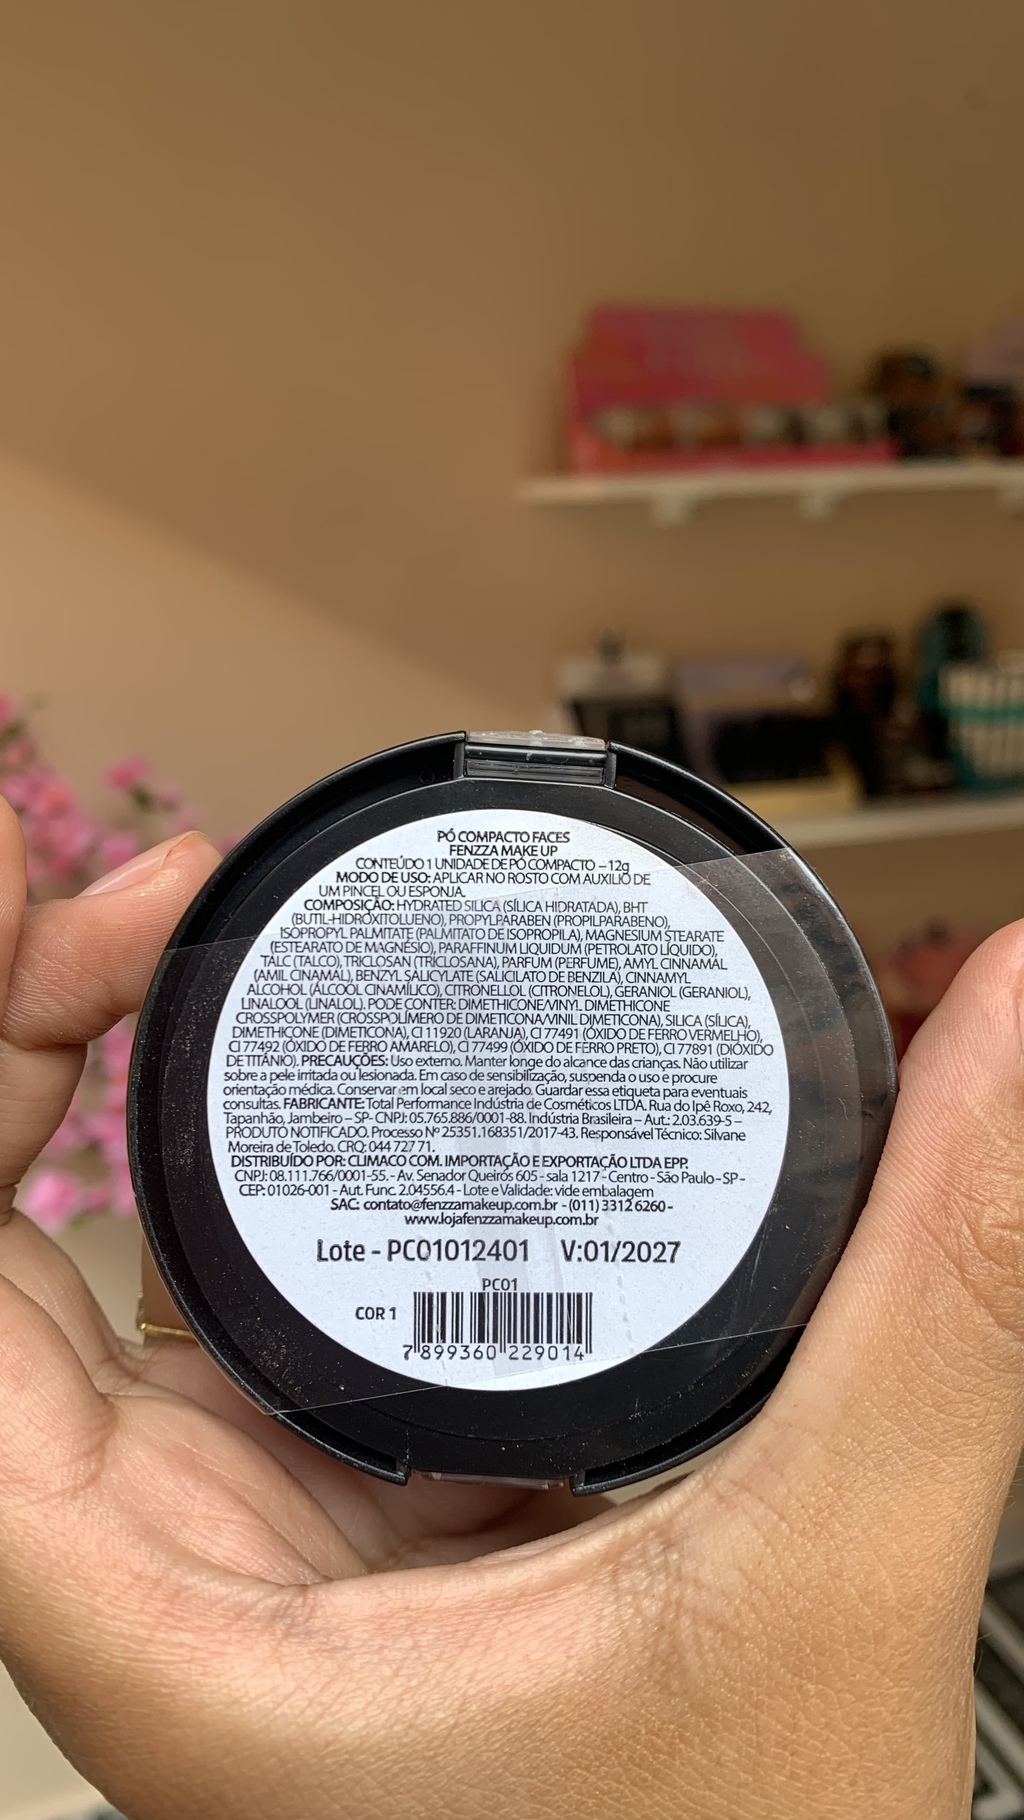 PÓ COMPACTO FACES
FENZZA MAKE UP
CONTEÚDO 1 UNIDADE DE PÓ COMPACTO – 12g
MODO DE USO: APLICAR NO ROSTO COM AUXILIO DE
UM PINCEL OU ESPONJA.
COMPOSIÇÃO: HYDRATED SILICA (SÍLICA HIDRATADA), BHT
(BUTIL-HIDROXITOLUENO), PROPYLPARABEN (PROPILPARABENO),
ISOPROPYL PALMITATE (PALMITATO DE ISOPROPILA), MAGNESIUM STEARATE
(ESTEARATO DE MAGNÉSIO), PARAFFINUM LIQUIDUM (PETROLATO LÍQUIDO),
TALC (TALCO), TRICLOSAN (TRICLOSANA), PARFUM (PERFUME), AMYL CINNAMAL
(AMIL CINAMAL), BENZYL SALICYLATE (SALICILATO DE BENZILA), CINNAMYL
ALCOHOL (ÁLCOOL CINAMÍLICO), CITRONELLOL (CITRONELOL), GERANIOL (GERANIOL),
LINALOOL (LINALOL). PODE CONTER: DIMETHICONE/VINYL DIMETHICONE
CROSSPOLYMER (CROSSPOLÍMERO DE DIMETICONA/VINIL DIMETICONA), SILICA (SÍLICA),
DIMETHICONE (DIMETICONA), CI 11920 (LARANJA), CI 77491 (ÓXIDO DE FERRO VERMELHO),
CI 77492 (ÓXIDO DE FERRO AMARELO), CI 77499 (ÓXIDO DE FERRO PRETO), CI 77891 (DIÓXIDO
DE TITÂNIO). PRECAUÇÕES: Uso externo. Manter longe do alcance das crianças. Não utilizar
sobre a pele irritada ou lesionada. Em caso de sensibilização, suspenda o uso e procure
orientação médica. Conservar em local seco e arejado. Guardar essa etiqueta para eventuais
consultas. FABRICANTE: Total Performance Indústria de Cosméticos LTDA. Rua do Ipê Roxo, 242,
Tapanhão, Jambeiro – SP - CNPJ: 05.765.886/0001-88. Indústria Brasileira – Aut.: 2.03.639-5 –
PRODUTO NOTIFICADO. Processo Nº 25351.168351/2017-43. Responsável Técnico: Silvane
Moreira de Toledo. CRQ: 044 727 71.
DISTRIBUÍDO POR: CLIMACO COM. IMPORTAÇÃO E EXPORTAÇÃO LTDA EPP.
CNPJ: 08.111.766/0001-55. - Av. Senador Queirós 605 - sala 1217 - Centro - São Paulo - SP -
CEP: 01026-001 - Aut. Func. 2.04556.4 - Lote e Validade: vide embalagem
SAC: contato@fenzzamakeup.com.br - (011) 3312 6260 -
www.lojafenzzamakeup.com.br
Lote - PC01012401 V:01/2027
PC01
COR 1
7 899360 229014